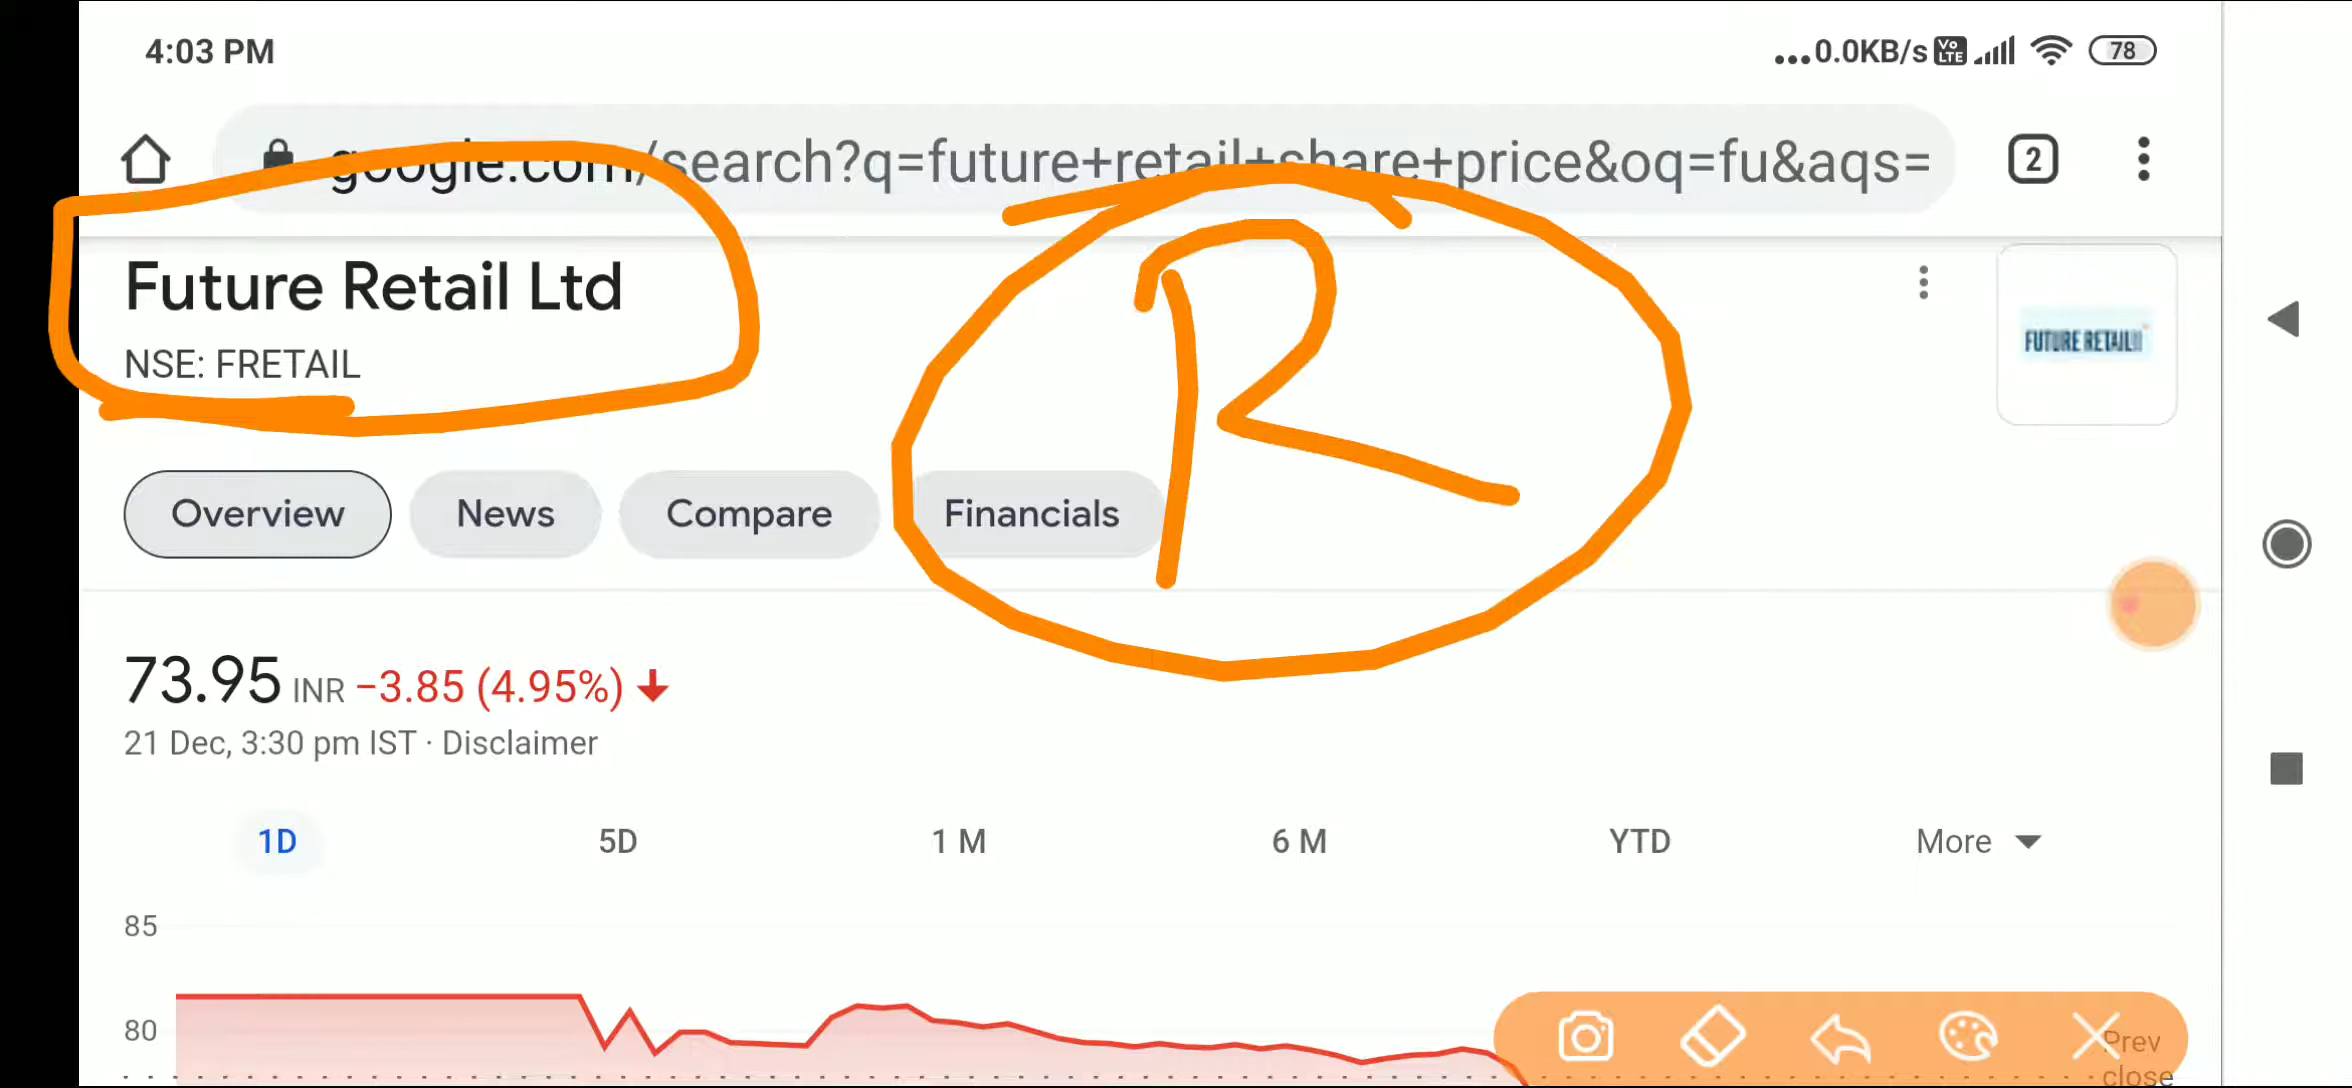 4:03 PM
...0.0KB/s Vo LTE 78
google.com/search?q=future+retail+share+price&oq=fu&aqs=
2
Future Retail Ltd
NSE: FRETAIL
R
FUTURE RETAIL
Overview News Compare Financials
73.95 INR −3.85 (4.95%)
21 Dec, 3:30 pm IST · Disclaimer
1D 5D 1 M 6 M YTD More
85
80
Prev
close